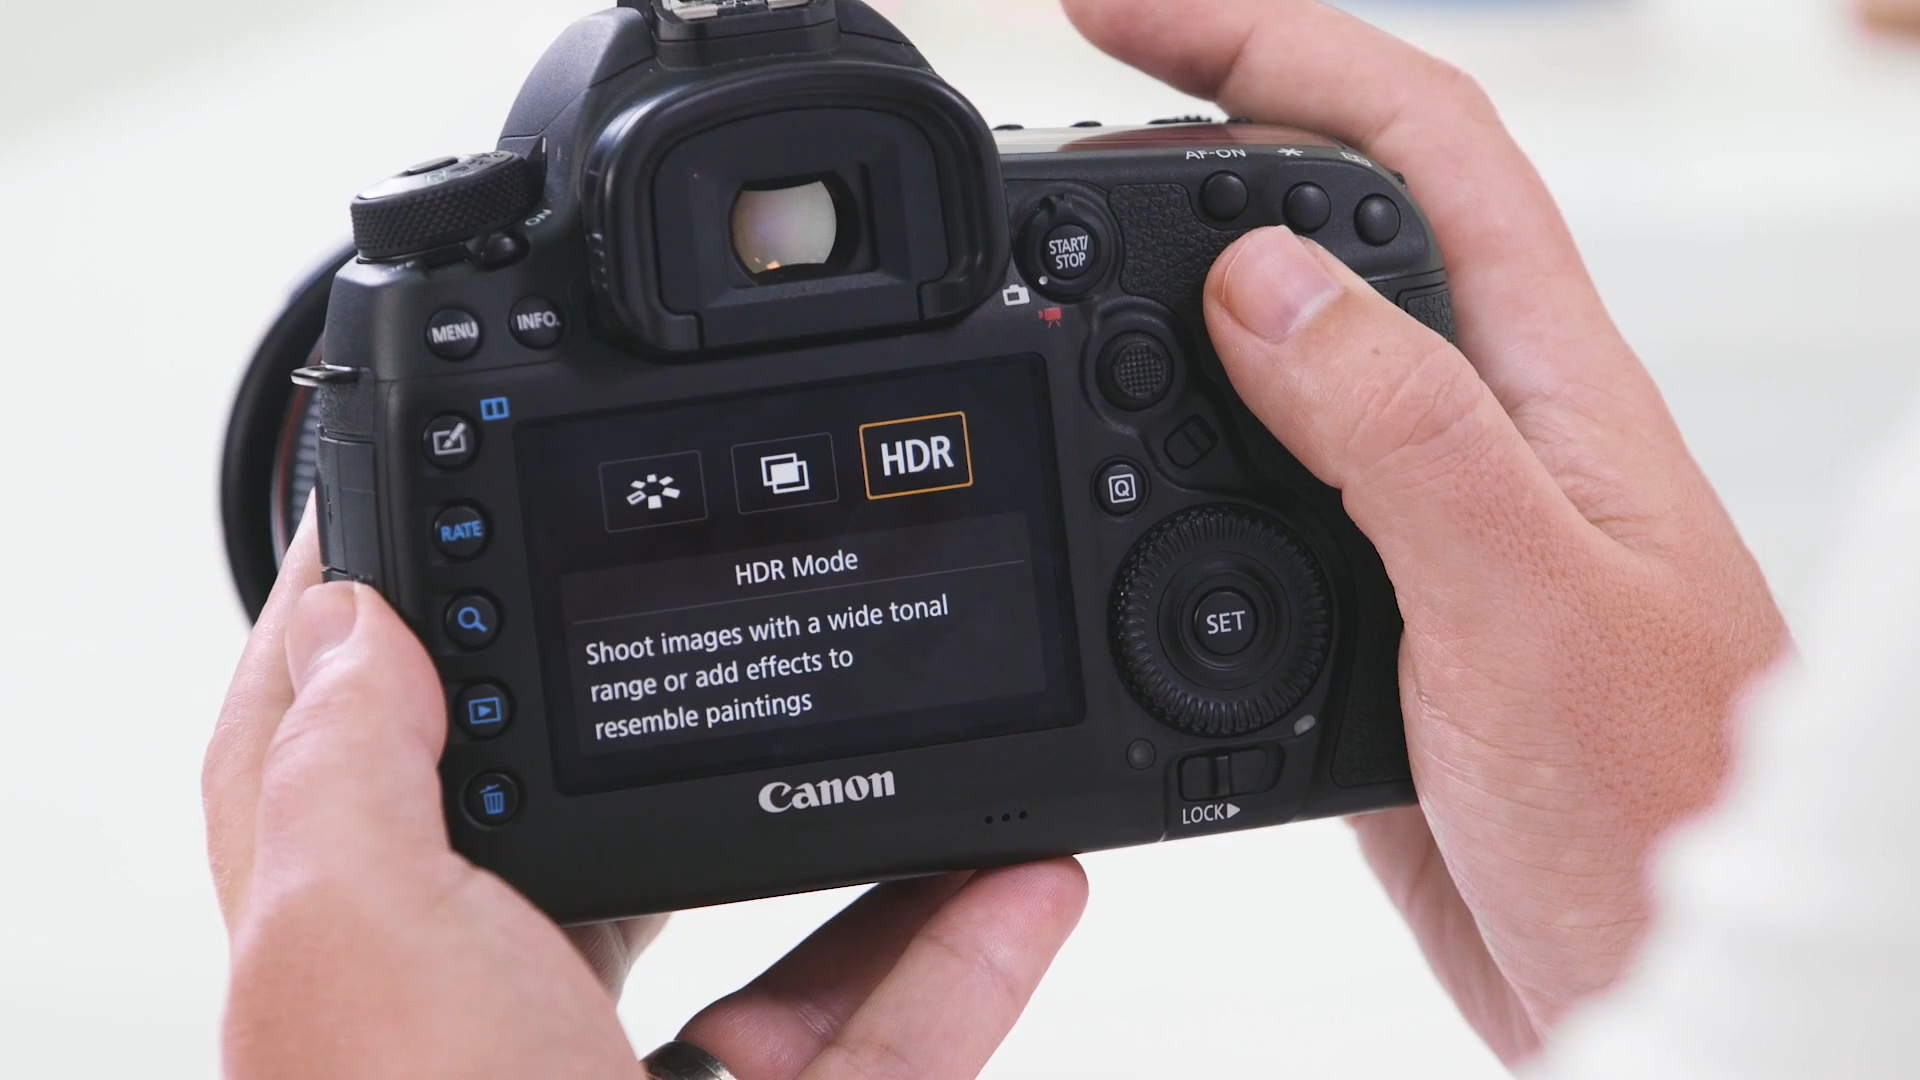 AF-ON
ON
START/
STOP
MENU
INFO.
HDR
RATE
Q
HDR Mode
Shoot images with a wide tonal
range or add effects to
resemble paintings
SET
Canon
LOCK